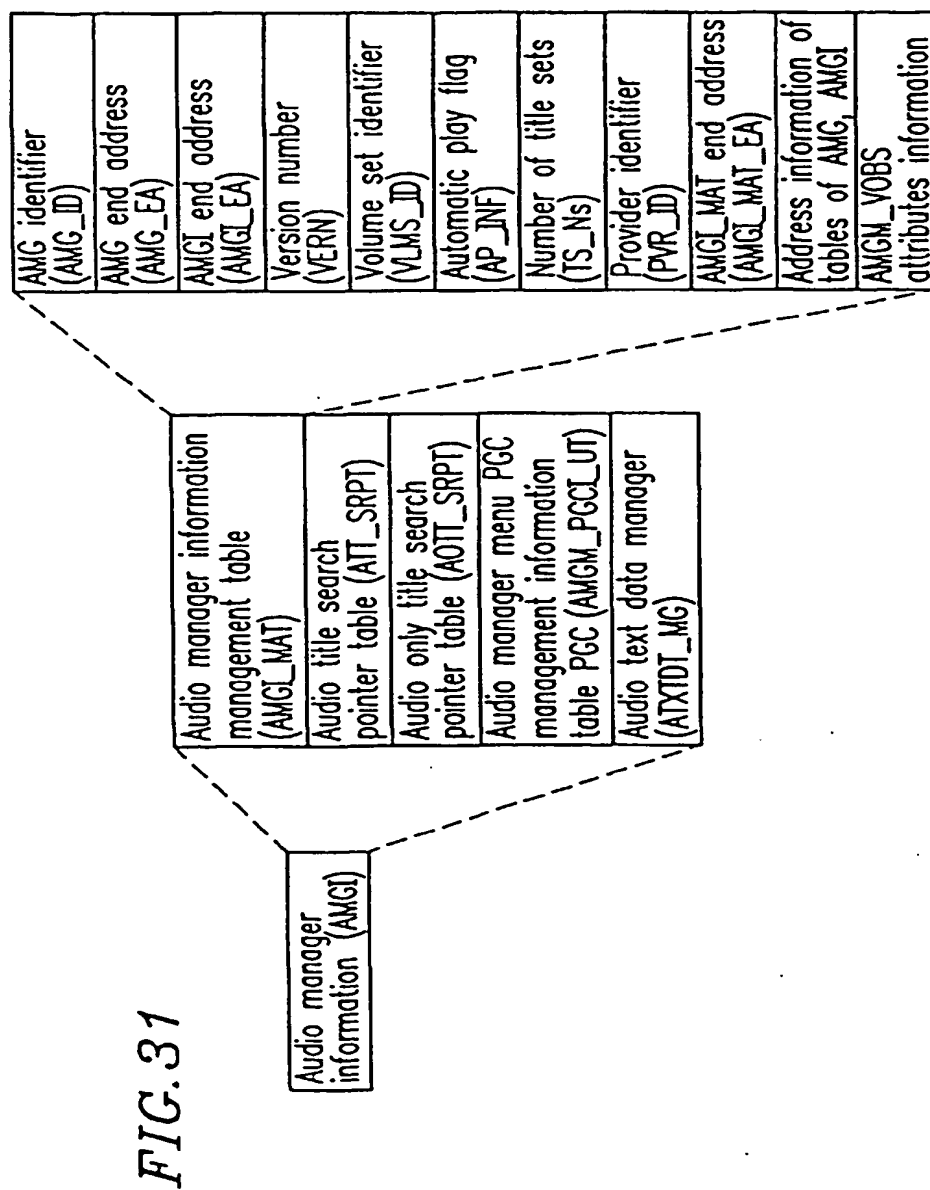 FIG.31
Audio manager
information (AMGI)
Audio manager information
management table
(AMGI_MAT)
Audio title search
pointer table (ATT_SRPT)
Audio only title search
pointer table (AOTT_SRPT)
Audio manager menu PGC
management information
table PGC (AMGM_PGCI_UT)
Audio text data manager
(ATXTDT_MG)
AMG identifier
(AMG_ID)
AMG end address
(AMG_EA)
AMGI end address
(AMGI_EA)
Version number
(VERN)
Volume set identifier
(VLMS_ID)
Automatic play flag
(AP_INF)
Number of title sets
(TS_Ns)
Provider identifier
(PVR_ID)
AMGI_MAT end address
(AMGI_MAT_EA)
Address information of
tables of AMG, AMGI
AMGM_VOBS
attributes information